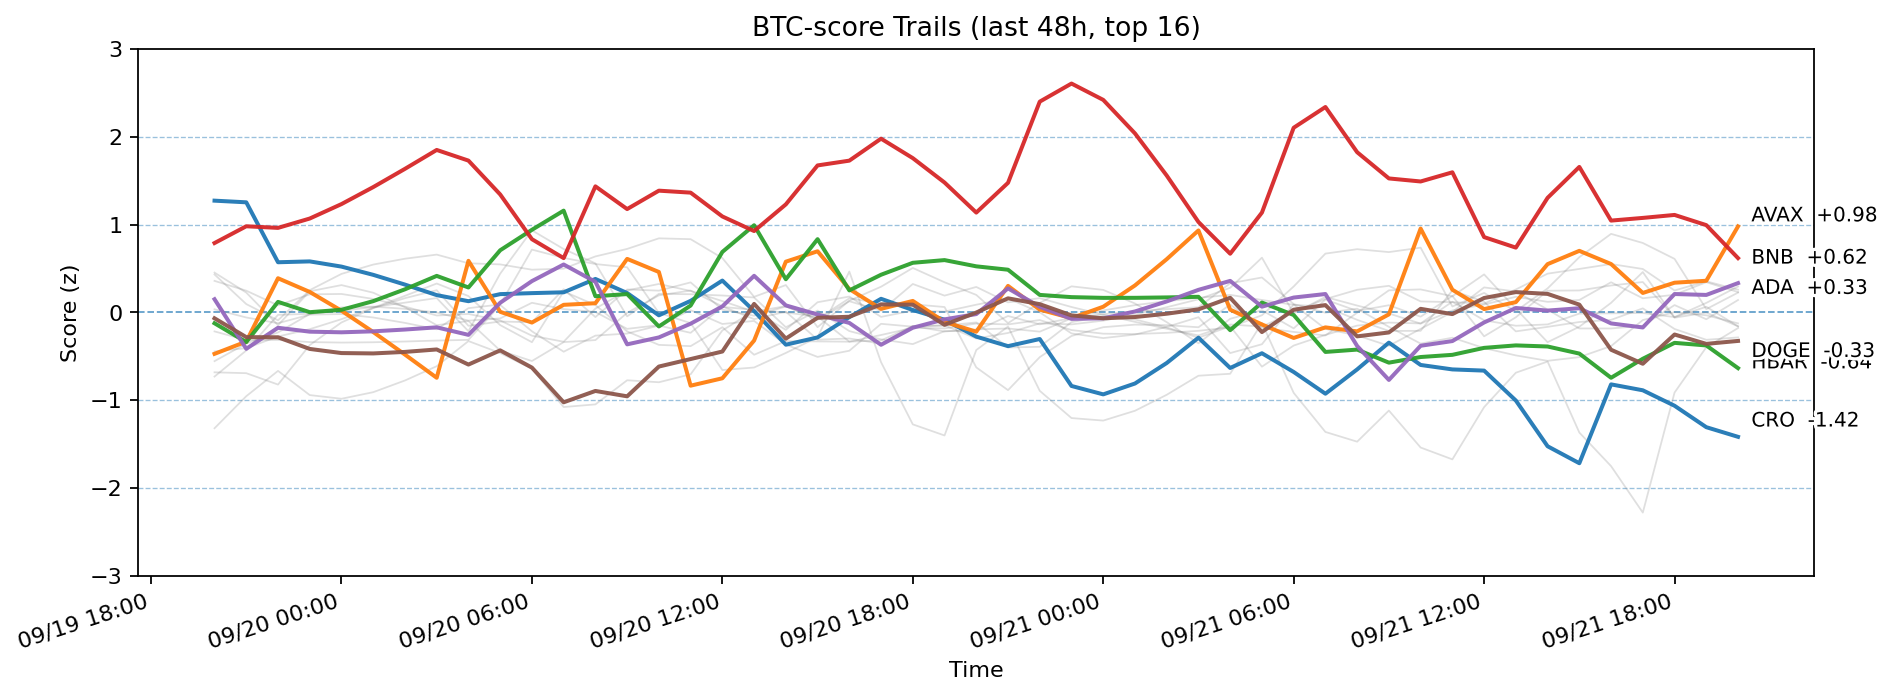 BTC-score Trails (last 48h, top 16)
3
2
1
0
−1
−2
−3
Score (z)
AVAX +0.98
BNB +0.62
ADA +0.33
DOGE -0.33
HBAR -0.64
CRO -1.42
09/19 18:00
09/20 00:00
09/20 06:00
09/20 12:00
09/20 18:00
09/21 00:00
09/21 06:00
09/21 12:00
09/21 18:00
Time